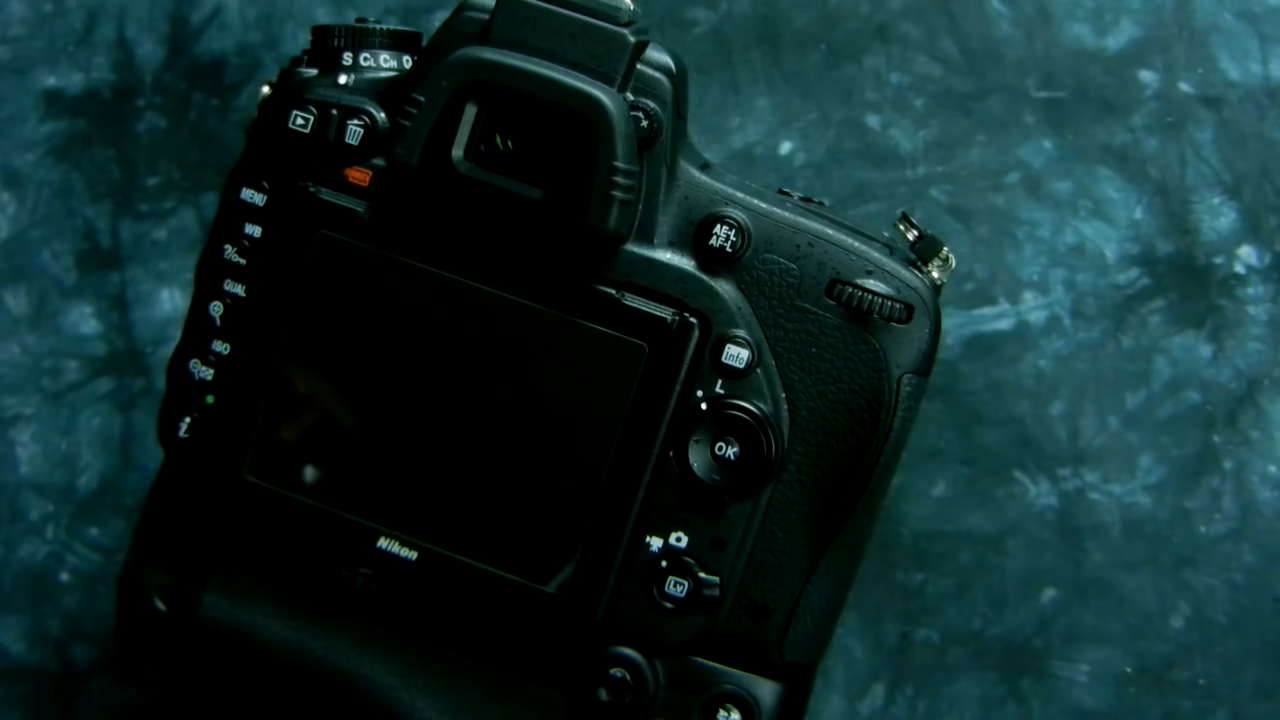 S CL CH Q
MENU
WB
QUAL
ISO
i
AE-L
AF-L
info
L
OK
Lv
Nikon